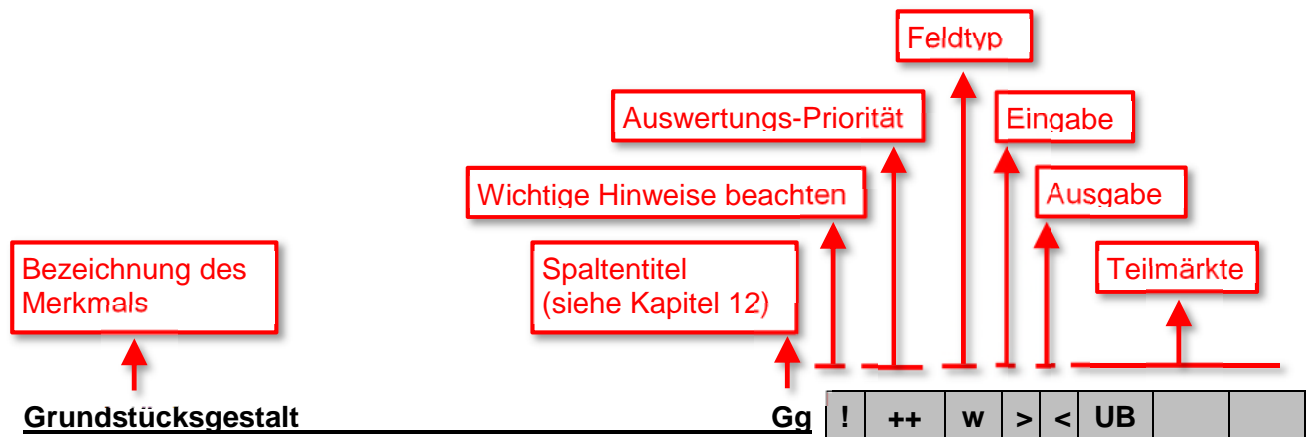 Feldtyp
Auswertungs-Priorität
Eingabe
Wichtige Hinweise beachten
Ausgabe
Bezeichnung des
Merkmals
Spaltentitel
(siehe Kapitel 12)
Teilmärkte
Grundstücksgestalt Gg ! ++ w > < UB